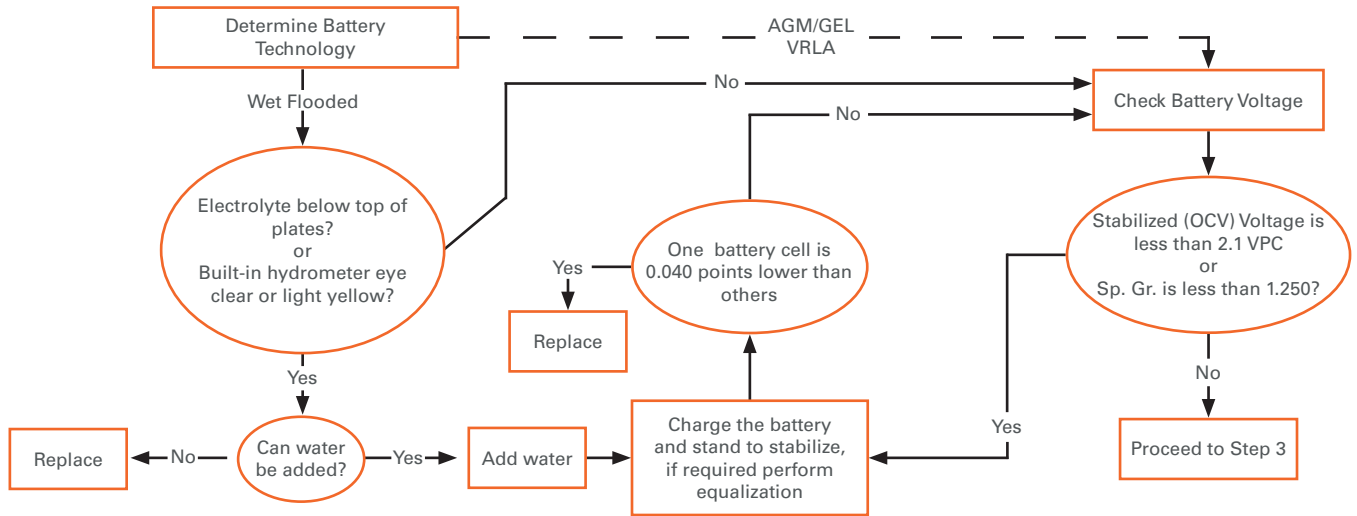 Determine Battery
Technology
AGM/GEL
VRLA
Wet Flooded
No
Check Battery Voltage
No
Electrolyte below top of
plates?
or
Built-in hydrometer eye
clear or light yellow?
One battery cell is
0.040 points lower than
others
Stabilized (OCV) Voltage is
less than 2.1 VPC
or
Sp. Gr. is less than 1.250?
Yes
Replace
Yes
No
Yes
Replace
No
Can water
be added?
Yes
Add water
Charge the battery
and stand to stabilize,
if required perform
equalization
Proceed to Step 3